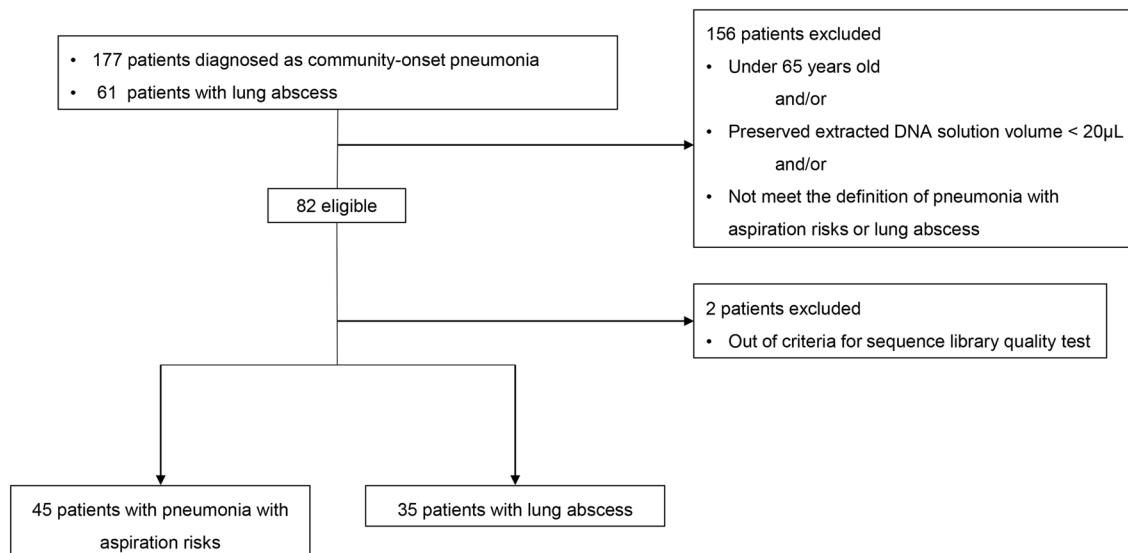 • 177 patients diagnosed as community-onset pneumonia
• 61 patients with lung abscess
156 patients excluded
• Under 65 years old
and/or
• Preserved extracted DNA solution volume < 20μL
and/or
• Not meet the definition of pneumonia with
aspiration risks or lung abscess
82 eligible
2 patients excluded
• Out of criteria for sequence library quality test
45 patients with pneumonia with
aspiration risks
35 patients with lung abscess